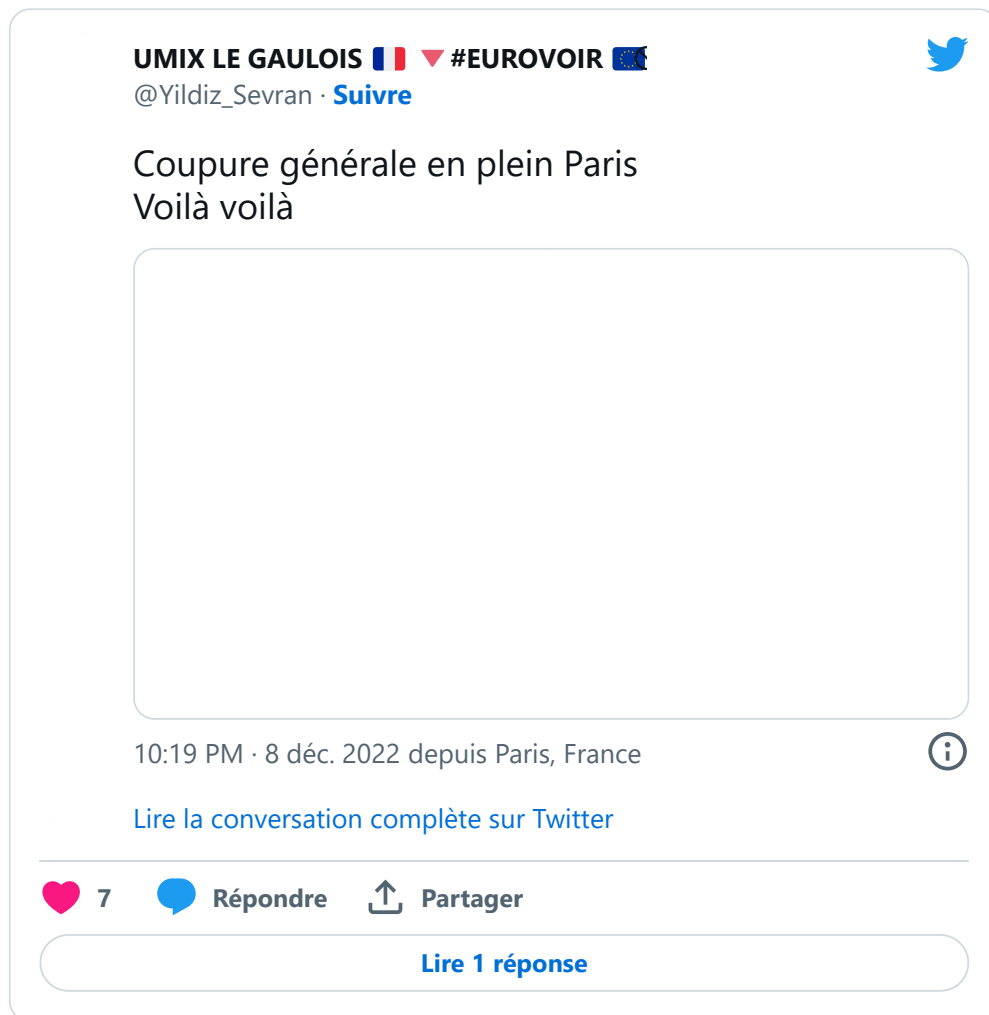 UMIX LE GAULOIS 🇫🇷 🔻#EUROVOIR 🇪🇺
@Yildiz_Sevran · Suivre
Coupure générale en plein Paris
Voilà voilà
10:19 PM · 8 déc. 2022 depuis Paris, France
Lire la conversation complète sur Twitter
7 Répondre Partager
Lire 1 réponse